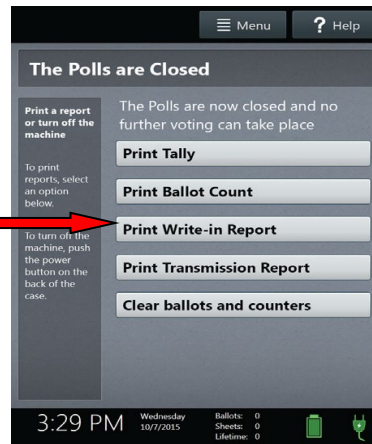 Menu
? Help
The Polls are Closed
Print a report
or turn off the
machine
To print
reports, select
an option
below.
To turn off the
machine, push
the power
button on the
back of the
case.
The Polls are now closed and no
further voting can take place
Print Tally
Print Ballot Count
Print Write-in Report
Print Transmission Report
Clear ballots and counters
3:29 PM
Wednesday
10/7/2015
Ballots: 0
Sheets: 0
Lifetime: 0